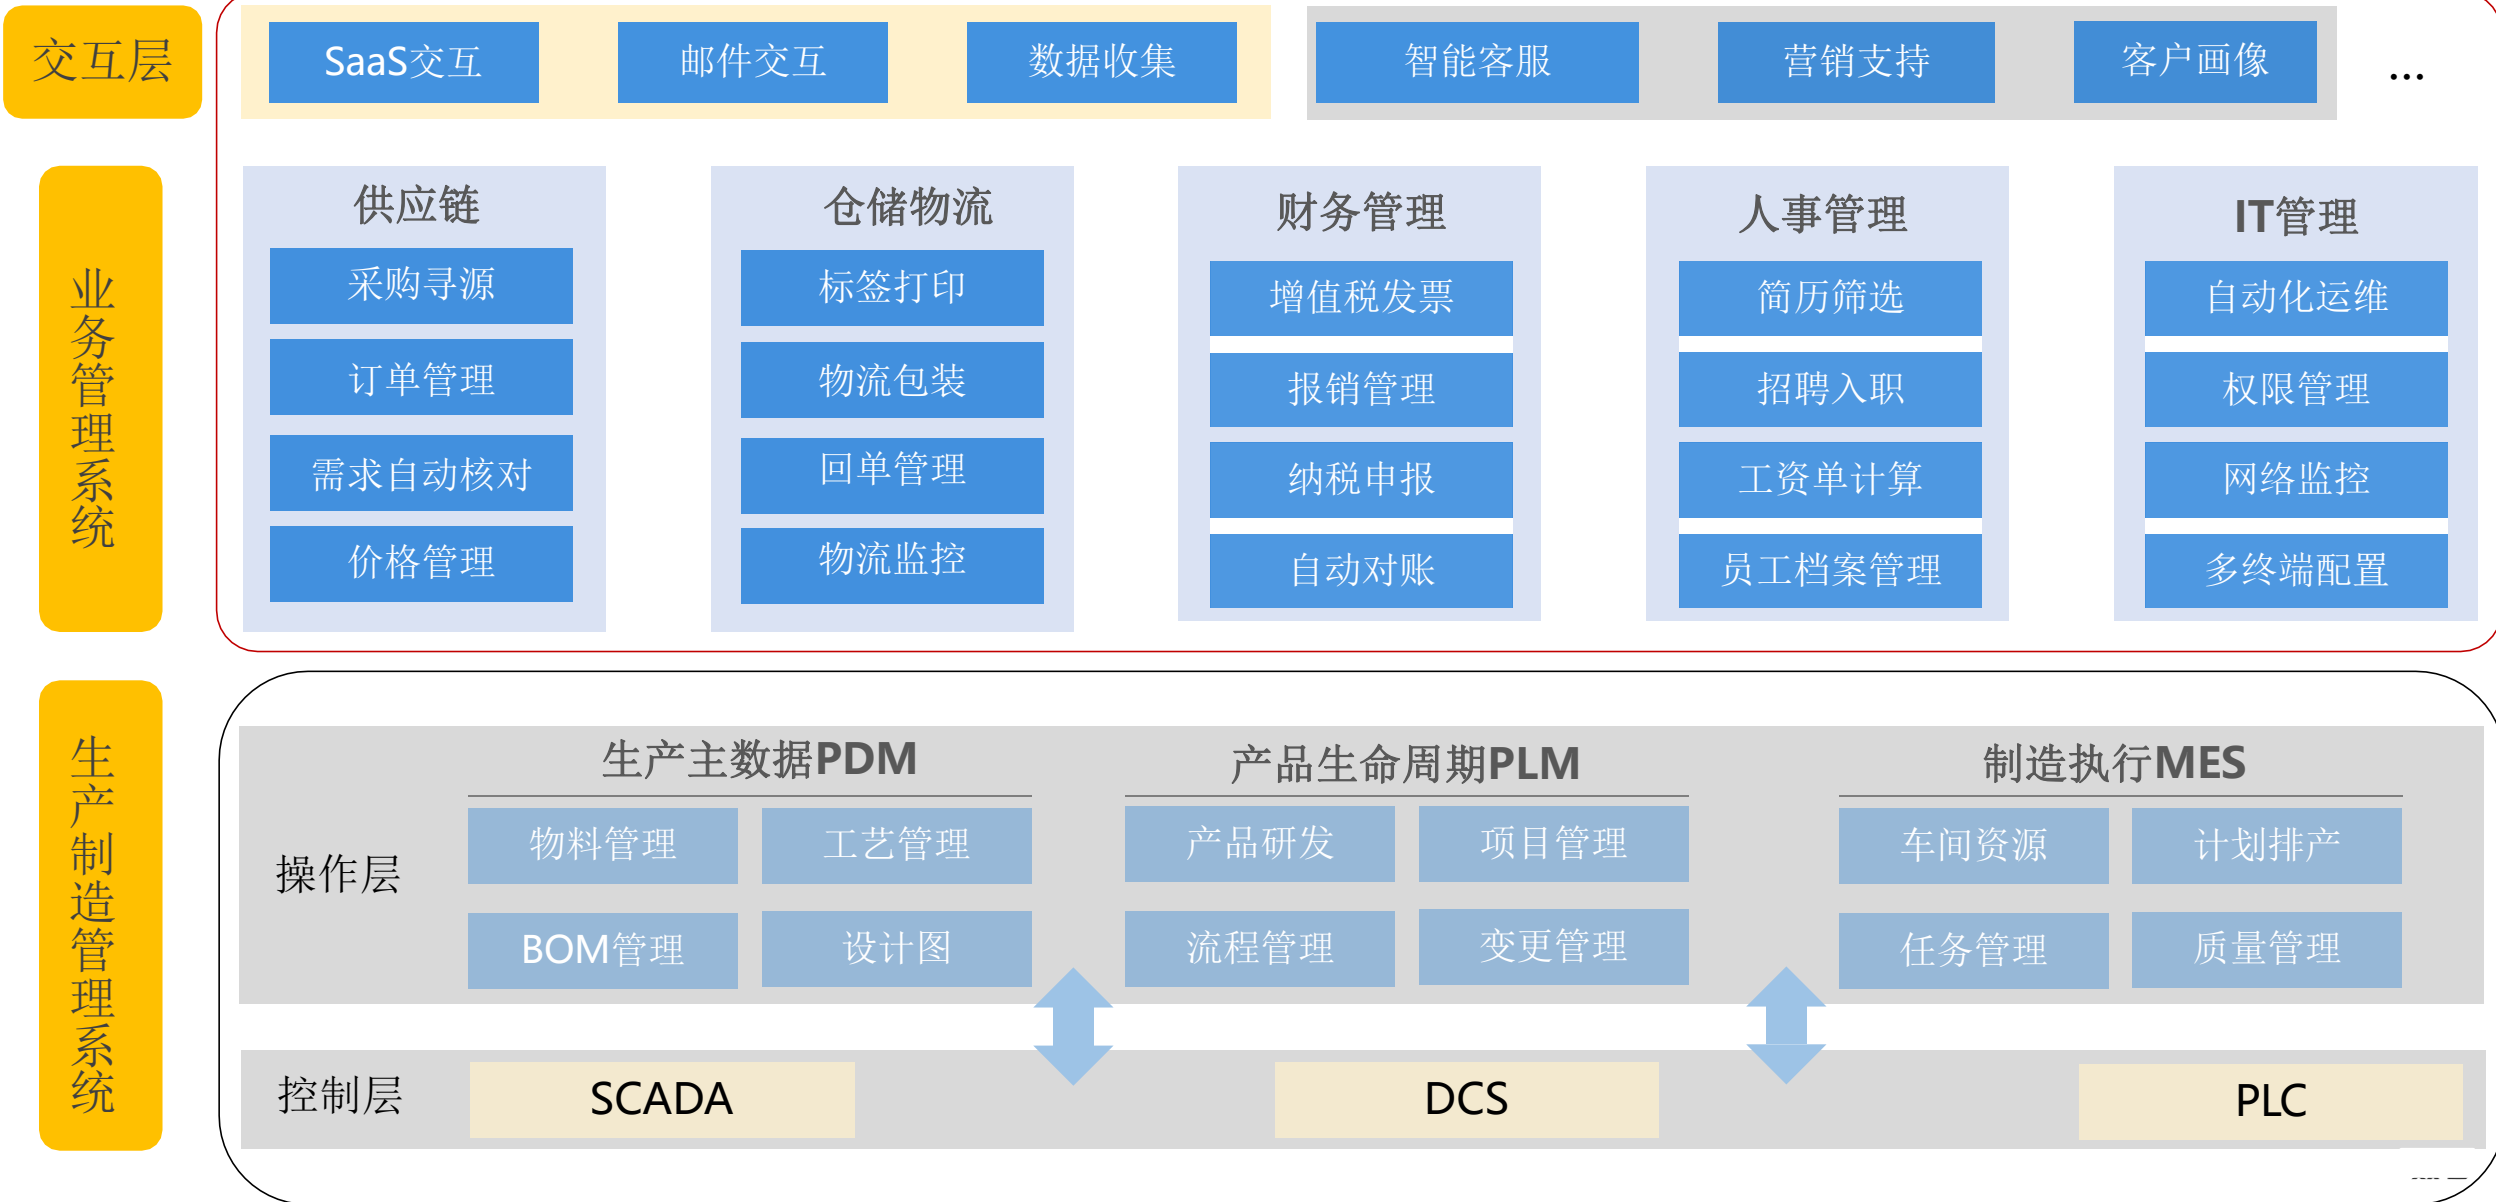 交互层
SaaS交互
邮件交互
数据收集
智能客服
营销支持
客户画像
...
业务管理系统
供应链
采购寻源
订单管理
需求自动核对
价格管理
仓储物流
标签打印
物流包装
回单管理
物流监控
财务管理
增值税发票
报销管理
纳税申报
自动对账
人事管理
简历筛选
招聘入职
工资单计算
员工档案管理
IT管理
自动化运维
权限管理
网络监控
多终端配置
生产制造管理系统
操作层
生产主数据PDM
物料管理
工艺管理
BOM管理
设计图
产品生命周期PLM
产品研发
项目管理
流程管理
变更管理
制造执行MES
车间资源
计划排产
任务管理
质量管理
控制层
SCADA
DCS
PLC